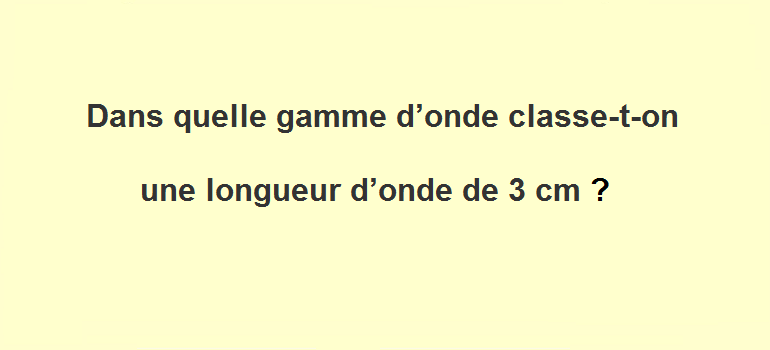 Dans quelle gamme d’onde classe-t-on
une longueur d’onde de 3 cm ?